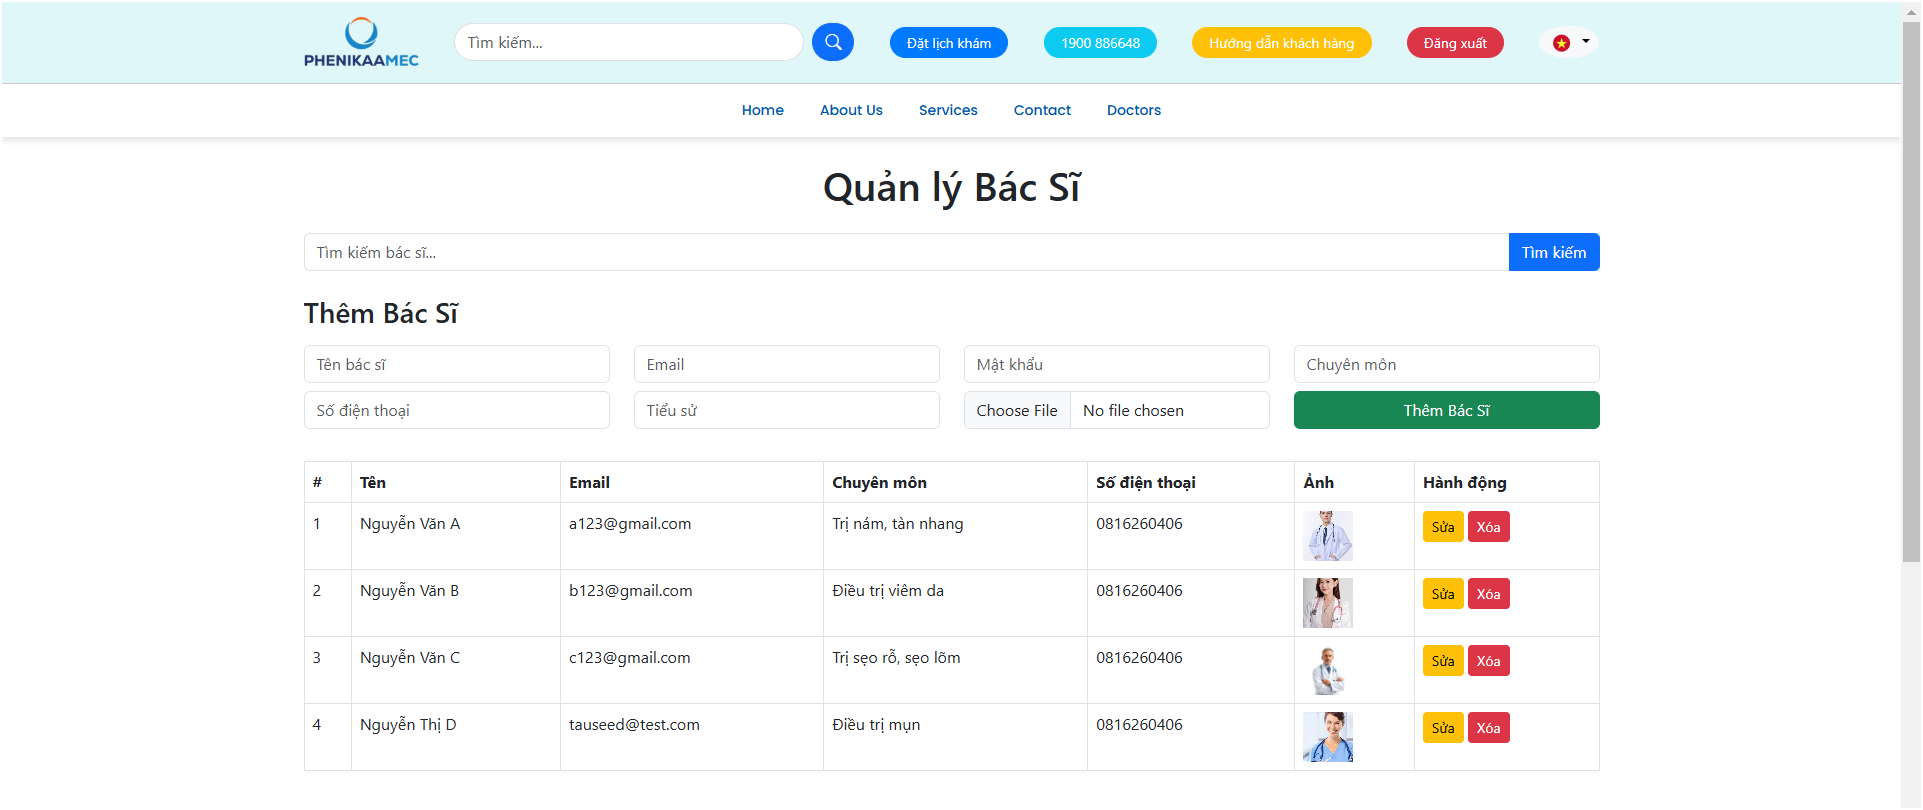 PHENIKAAMEC
Tìm kiếm...
Đặt lịch khám
1900 886648
Hướng dẫn khách hàng
Đăng xuất
Home About Us Services Contact Doctors
Quản lý Bác Sĩ
Tìm kiếm bác sĩ... Tìm kiếm
Thêm Bác Sĩ
Tên bác sĩ Email Mật khẩu Chuyên môn
Số điện thoại Tiểu sử Choose File No file chosen Thêm Bác Sĩ
# Tên Email Chuyên môn Số điện thoại Ảnh Hành động
1 Nguyễn Văn A a123@gmail.com Trị nám, tàn nhang 0816260406 Sửa Xóa
2 Nguyễn Văn B b123@gmail.com Điều trị viêm da 0816260406 Sửa Xóa
3 Nguyễn Văn C c123@gmail.com Trị sẹo rỗ, sẹo lõm 0816260406 Sửa Xóa
4 Nguyễn Thị D tauseed@test.com Điều trị mụn 0816260406 Sửa Xóa